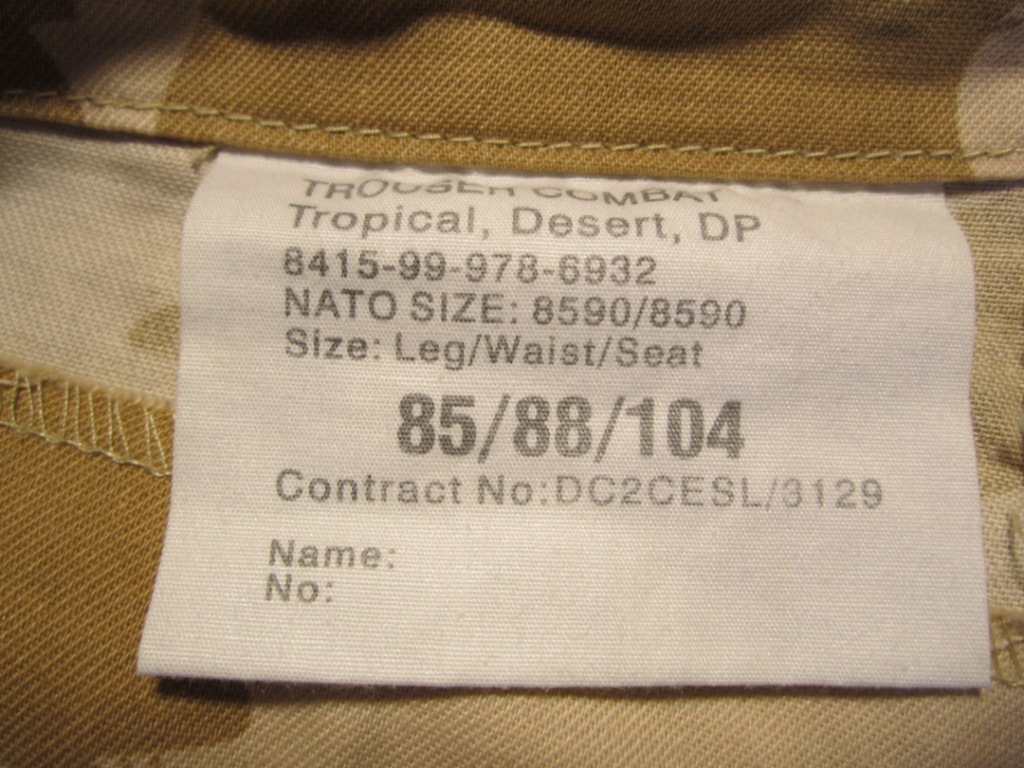 TROUSER COMBAT
Tropical, Desert, DP
8415-99-978-6932
NATO SIZE: 8590/8590
Size: Leg/Waist/Seat
85/88/104
Contract No:DC2CESL/3129
Name:
No: